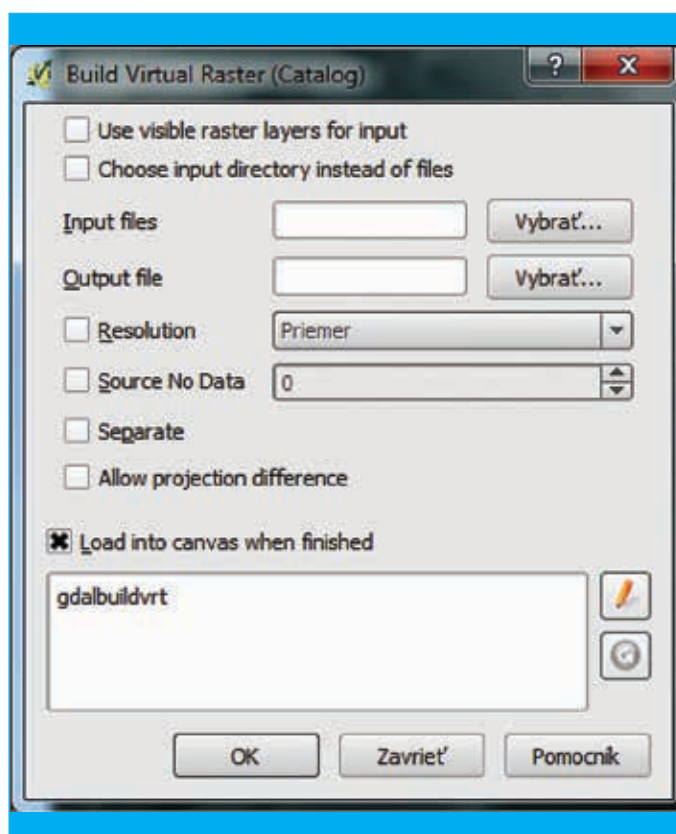 Build Virtual Raster (Catalog)
Use visible raster layers for input
Choose input directory instead of files
Input files Vybrať...
Output file Vybrať...
Resolution Priemer
Source No Data 0
Separate
Allow projection difference
Load into canvas when finished
gdalbuildvrt
OK Zavrieť Pomocník